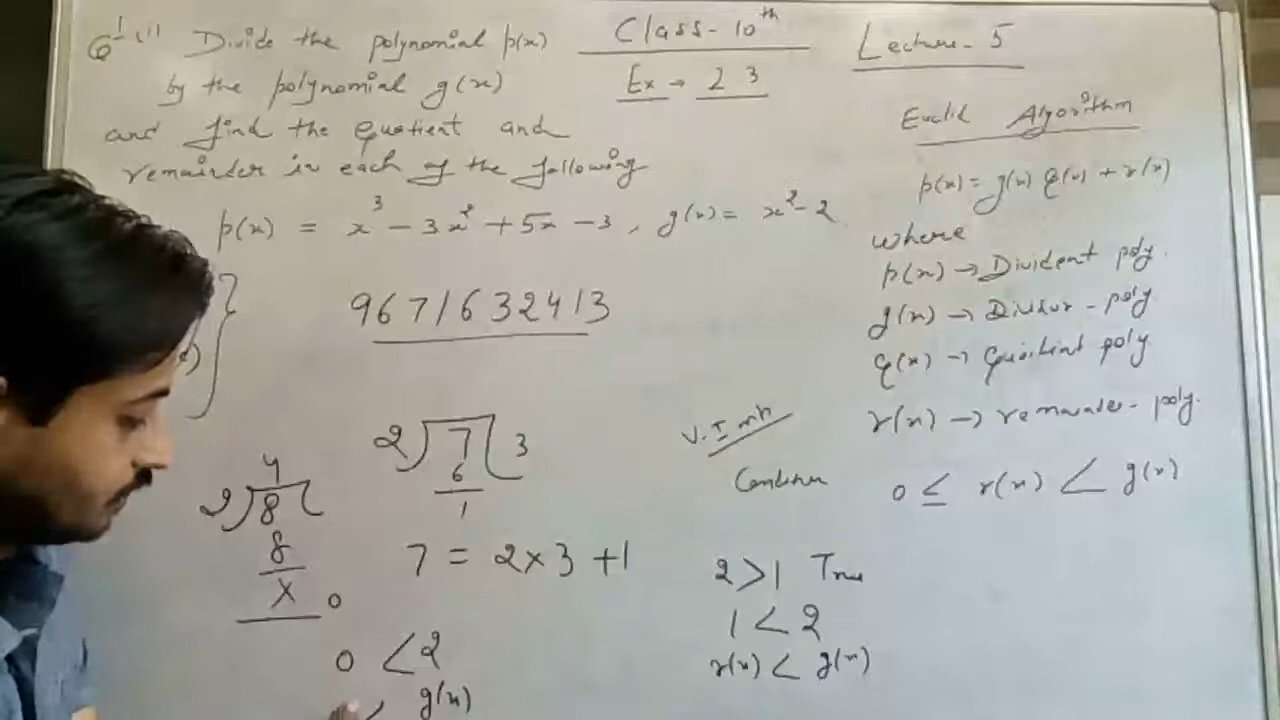 Q 1 (i) Divide the polynomial p(x)
by the polynomial g(x)
and find the quotient and
remainder in each of the following
p(x) = x³ - 3x² + 5x - 3, g(x) = x² - 2
Class - 10th
Ex → 2 3
Lecture - 5
9671632413
2 7 3
6
1
7 = 2 x 3 + 1
4
2 8
8
x 0
0 < 2
< g(x)
Euclid Algorithm
p(x) = g(x) q(x) + r(x)
where
p(x) → Divident poly.
g(x) → Divisor - poly
q(x) → Quotient poly
r(x) → remainder - poly.
V. Imp
Condition 0 ≤ r(x) < g(x)
2 > 1 True
1 < 2
r(x) < g(x)